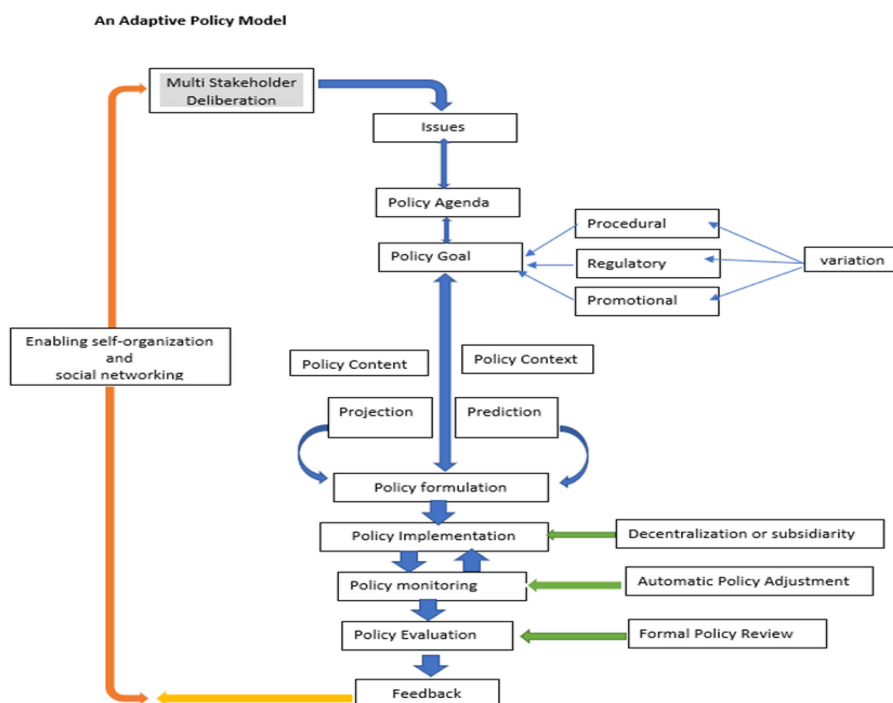 An Adaptive Policy Model
Multi Stakeholder
Deliberation
Issues
Policy Agenda
Procedural
Policy Goal
Regulatory
variation
Promotional
Enabling self-organization
and
social networking
Policy Content
Policy Context
Projection
Prediction
Policy formulation
Policy Implementation
Decentralization or subsidiarity
Policy monitoring
Automatic Policy Adjustment
Policy Evaluation
Formal Policy Review
Feedback